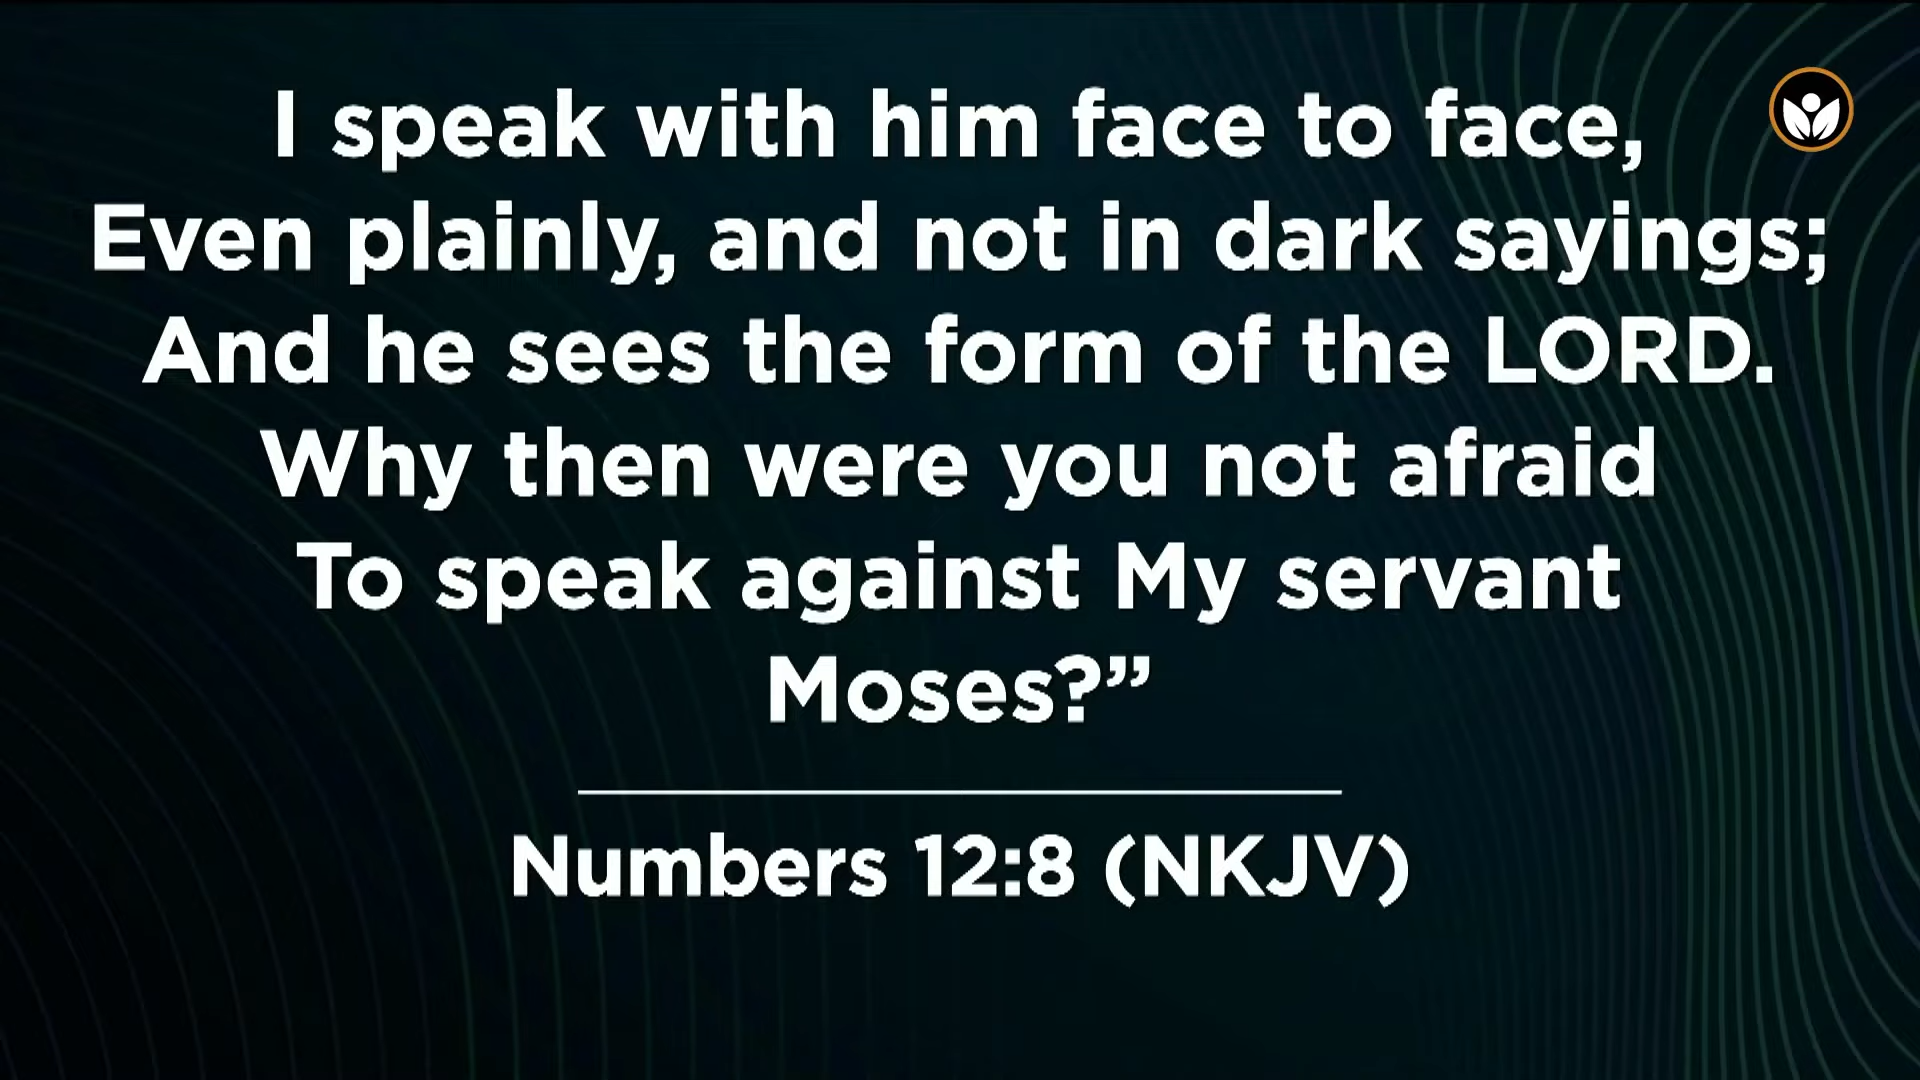 I speak with him face to face,
Even plainly, and not in dark sayings;
And he sees the form of the LORD.
Why then were you not afraid
To speak against My servant
Moses?”
Numbers 12:8 (NKJV)